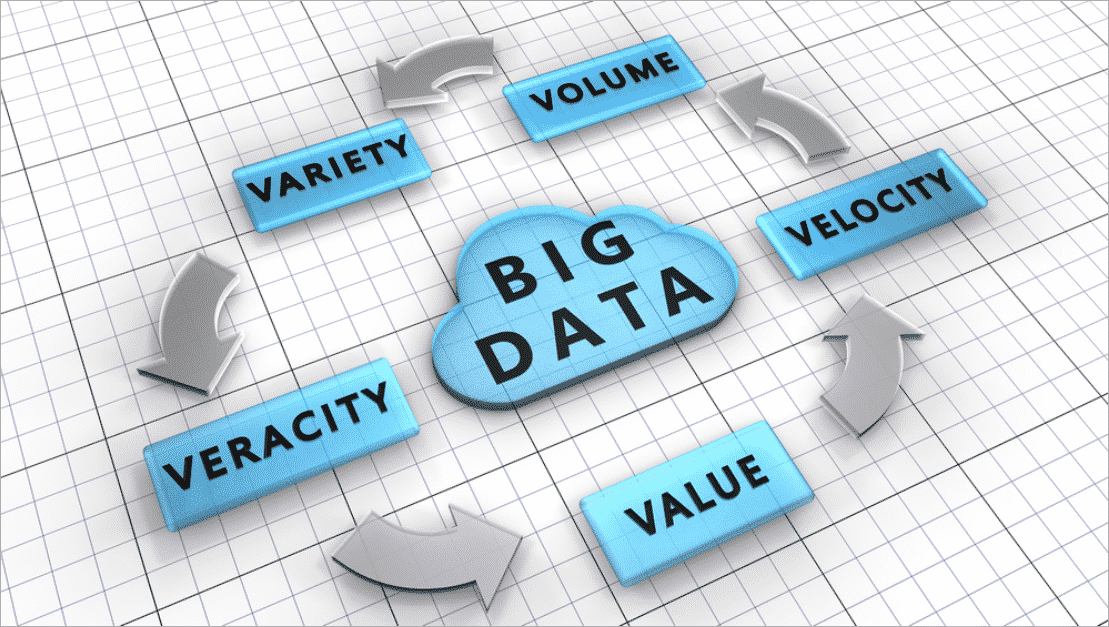 VOLUME
VARIETY
VELOCITY
BIG
DATA
VERACITY
VALUE